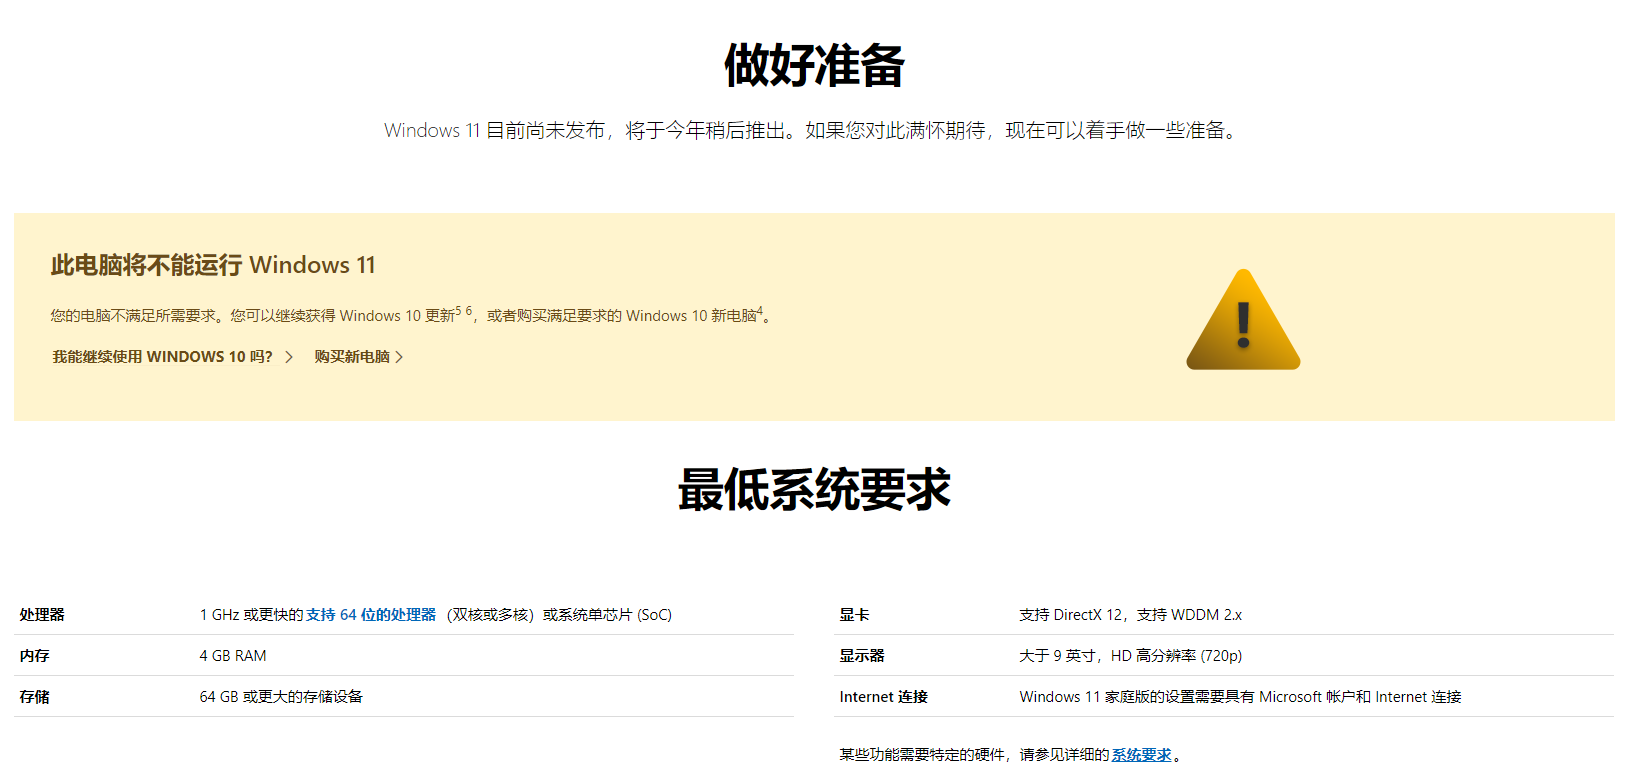 做好准备
Windows 11 目前尚未发布，将于今年稍后推出。如果您对此满怀期待，现在可以着手做一些准备。
此电脑将不能运行 Windows 11
您的电脑不满足所需要求。您可以继续获得 Windows 10 更新5 6，或者购买满足要求的 Windows 10 新电脑4。
我能继续使用 WINDOWS 10 吗? 购买新电脑
最低系统要求
处理器 1 GHz 或更快的支持 64 位的处理器（双核或多核）或系统单芯片 (SoC)
内存 4 GB RAM
存储 64 GB 或更大的存储设备
显卡 支持 DirectX 12，支持 WDDM 2.x
显示器 大于 9 英寸，HD 高分辨率 (720p)
Internet 连接 Windows 11 家庭版的设置需要具有 Microsoft 帐户和 Internet 连接
某些功能需要特定的硬件，请参见详细的系统要求。